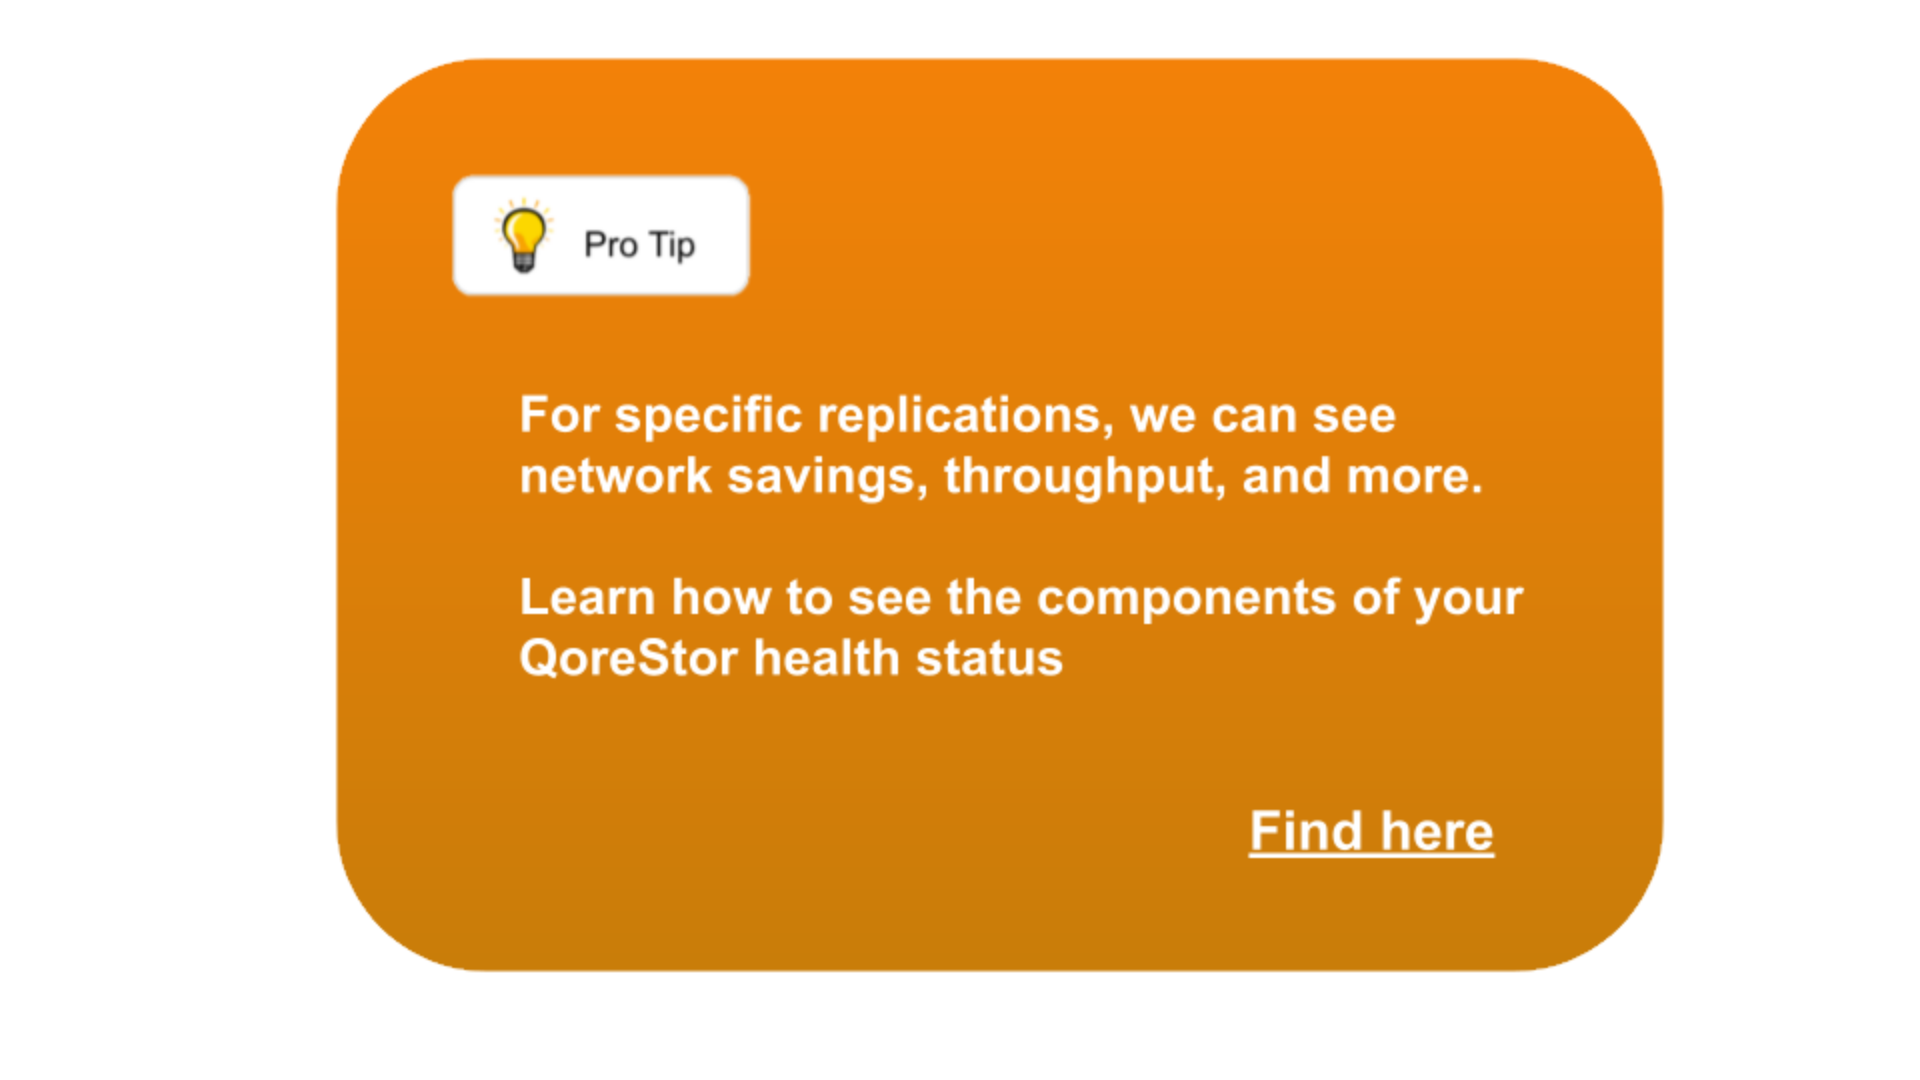 Pro Tip
For specific replications, we can see
network savings, throughput, and more.
Learn how to see the components of your
QoreStor health status
Find here